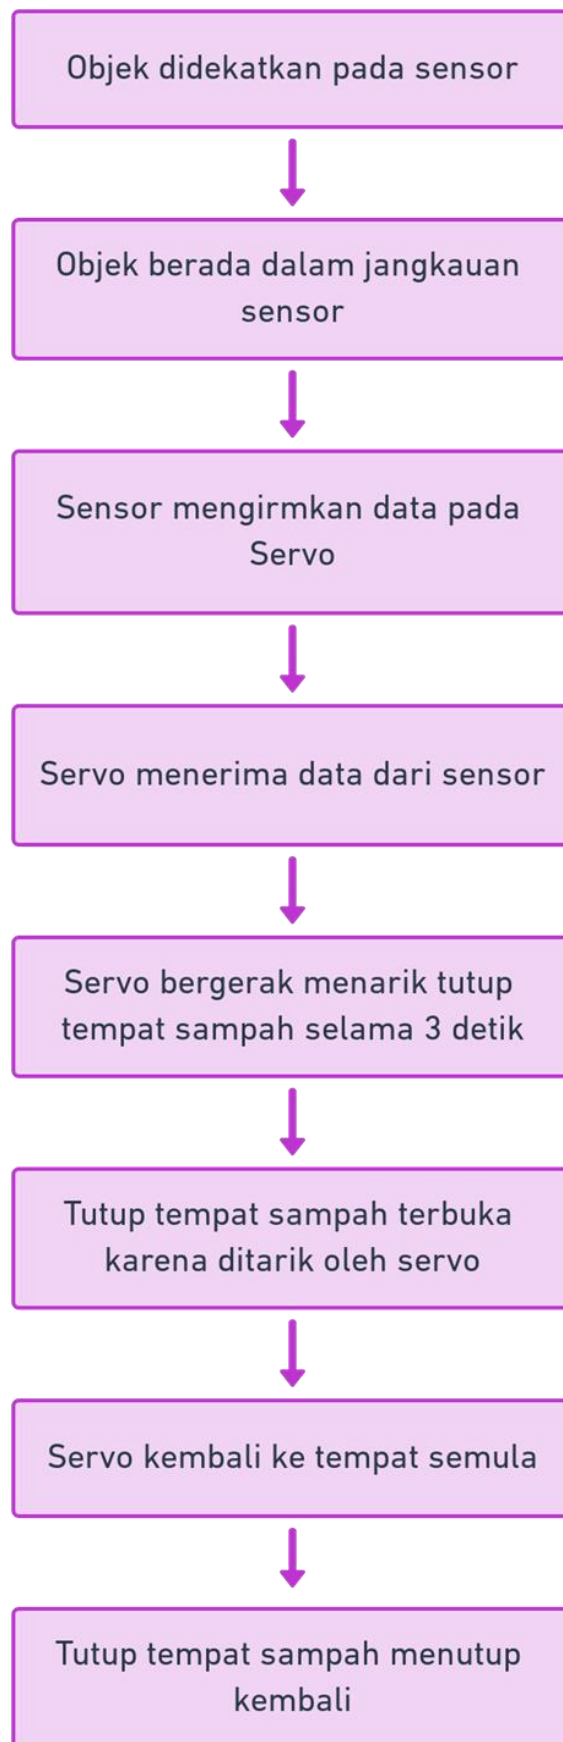 Objek didekatkan pada sensor
Objek berada dalam jangkauan
sensor
Sensor mengirmkan data pada
Servo
Servo menerima data dari sensor
Servo bergerak menarik tutup
tempat sampah selama 3 detik
Tutup tempat sampah terbuka
karena ditarik oleh servo
Servo kembali ke tempat semula
Tutup tempat sampah menutup
kembali